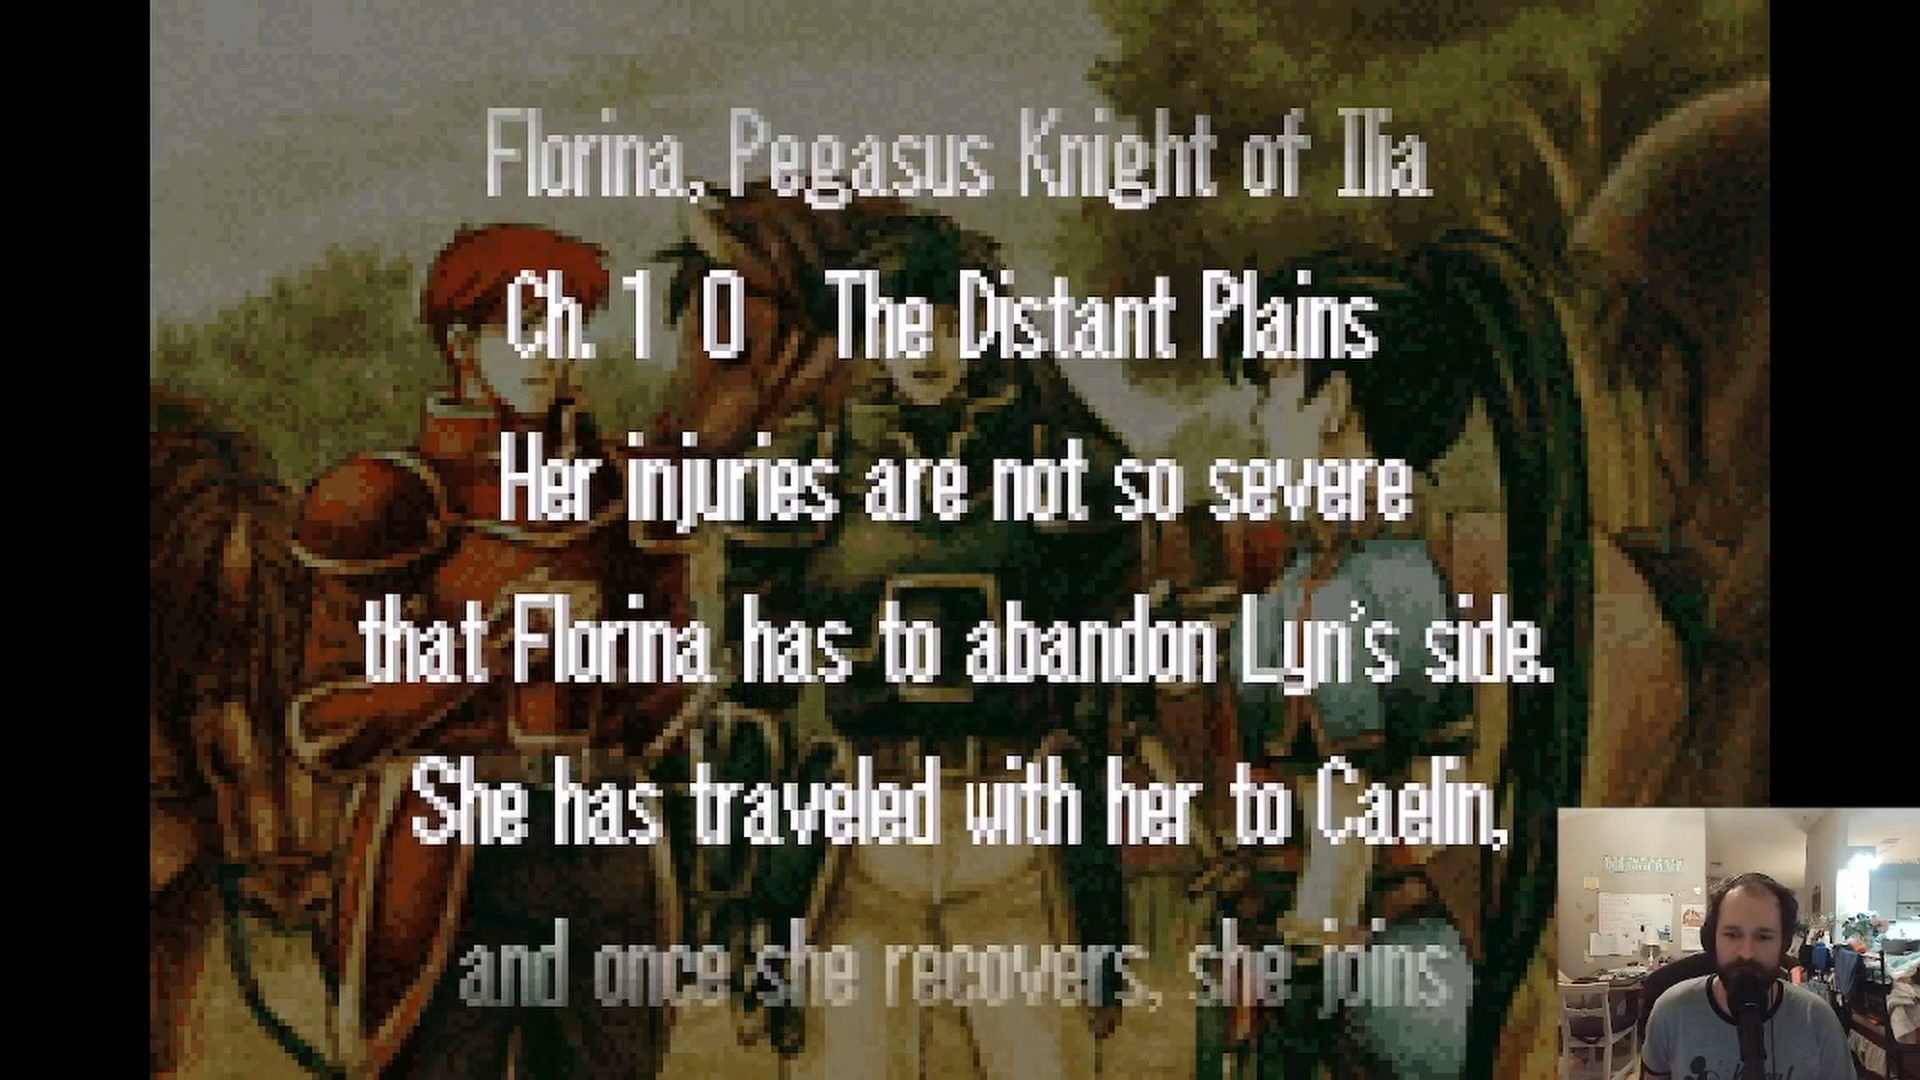 Florina, Pegasus Knight of Ilia
Ch. 1 0 The Distant Plains
Her injuries are not so severe
that Florina has to abandon Lyn's side.
She has traveled with her to Caelin,
and once she recovers, she joins